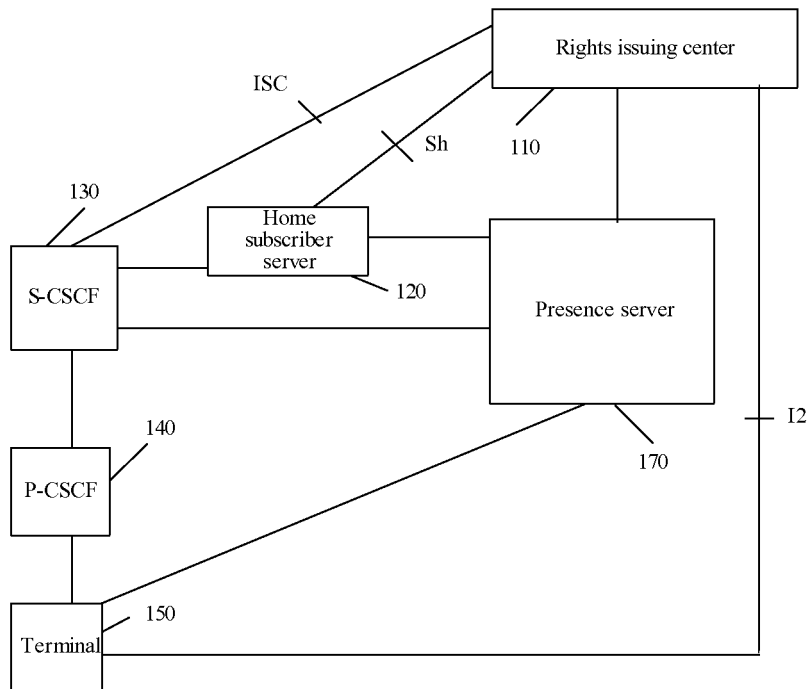 Rights issuing center
ISC
Sh
110
130
Home
subscriber
server
120
S-CSCF
Presence server
I2
140
170
P-CSCF
150
Terminal